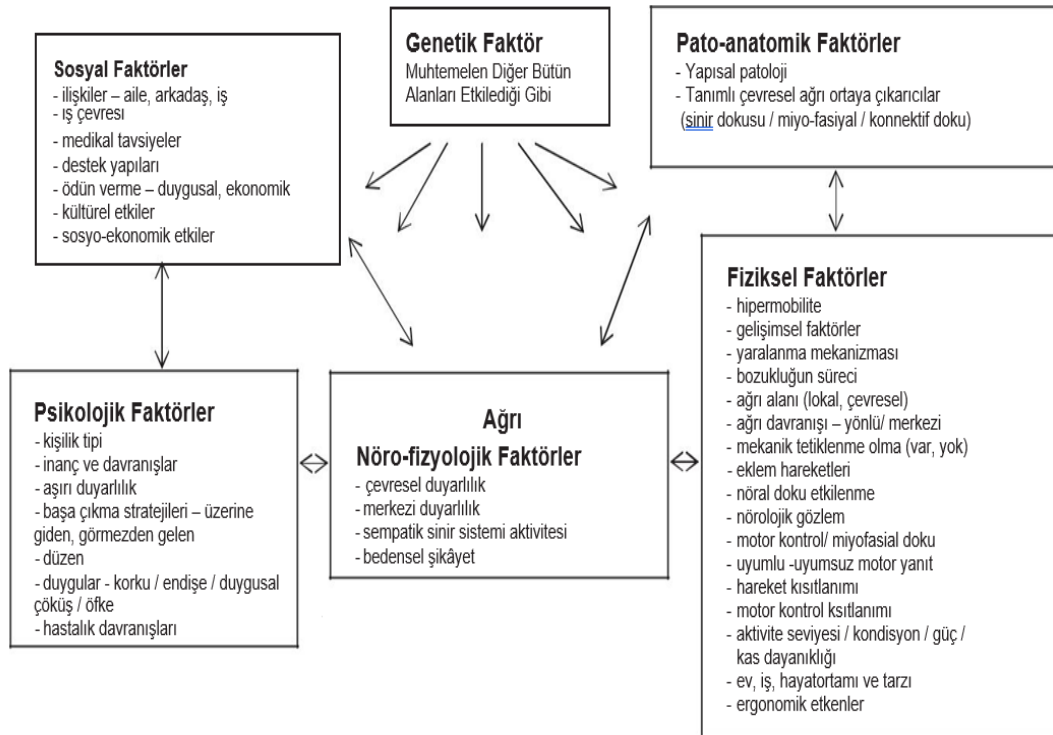 Sosyal Faktörler
- ilişkiler – aile, arkadaş, iş
- iş çevresı
- medikal tavsiyeler
- destek yapıları
- ödün verme – duygusal, ekonomik
- kültürel etkiler
- sosyo-ekonomik etkiler
Genetik Faktör
Muhtemelen Diğer Bütün
Alanları Etkilediği Gibi
Pato-anatomik Faktörler
- Yapısal patoloji
- Tanımlı çevresel ağrı ortaya çıkarıcılar
(sinir dokusu / miyo-fasiyal / konnektif doku)
Psikolojik Faktörler
- kişilik tipi
- inanç ve davranışlar
- aşırı duyarlılık
- başa çıkma stratejileri – üzerine
giden, görmezden gelen
- düzen
- duygular - korku / endişe / duygusal
çöküş / öfke
- hastalık davranışları
Ağrı
Nöro-fizyolojik Faktörler
- çevresel duyarlılık
- merkezi duyarlılık
- sempatik sinir sistemi aktivitesi
- bedensel şikâyet
Fiziksel Faktörler
- hipermobilite
- gelişimsel faktörler
- yaralanma mekanizması
- bozukluğun süreci
- ağrı alanı (lokal, çevresel)
- ağrı davranışı – yönlü/ merkezi
- mekanik tetiklenme olma (var, yok)
- eklem hareketleri
- nöral doku etkilenme
- nörolojik gözlem
- motor kontrol/ miyofasial doku
- uyumlu -uyumsuz motor yanıt
- hareket kısıtlanımı
- motor kontrol ksıtlanımı
- aktivite seviyesi / kondisyon / güç /
kas dayanıklığı
- ev, iş, hayatortamı ve tarzı
- ergonomik etkenler